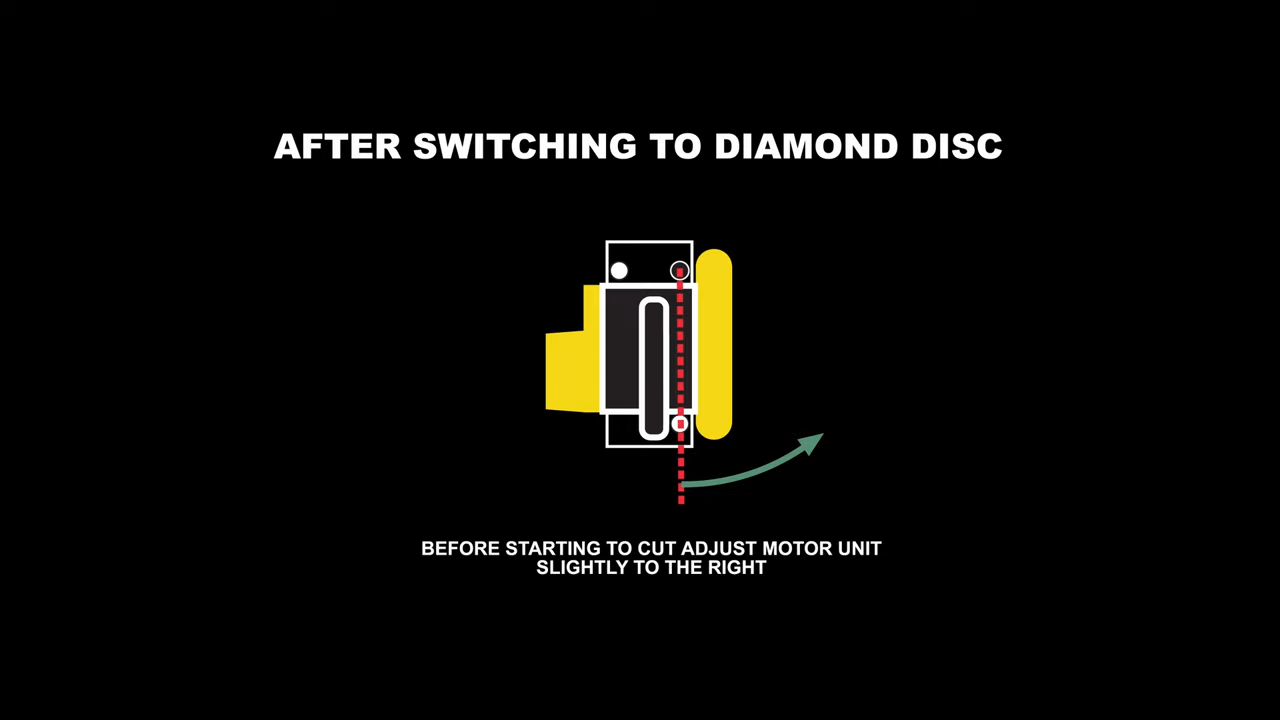 AFTER SWITCHING TO DIAMOND DISC
BEFORE STARTING TO CUT ADJUST MOTOR UNIT
SLIGHTLY TO THE RIGHT